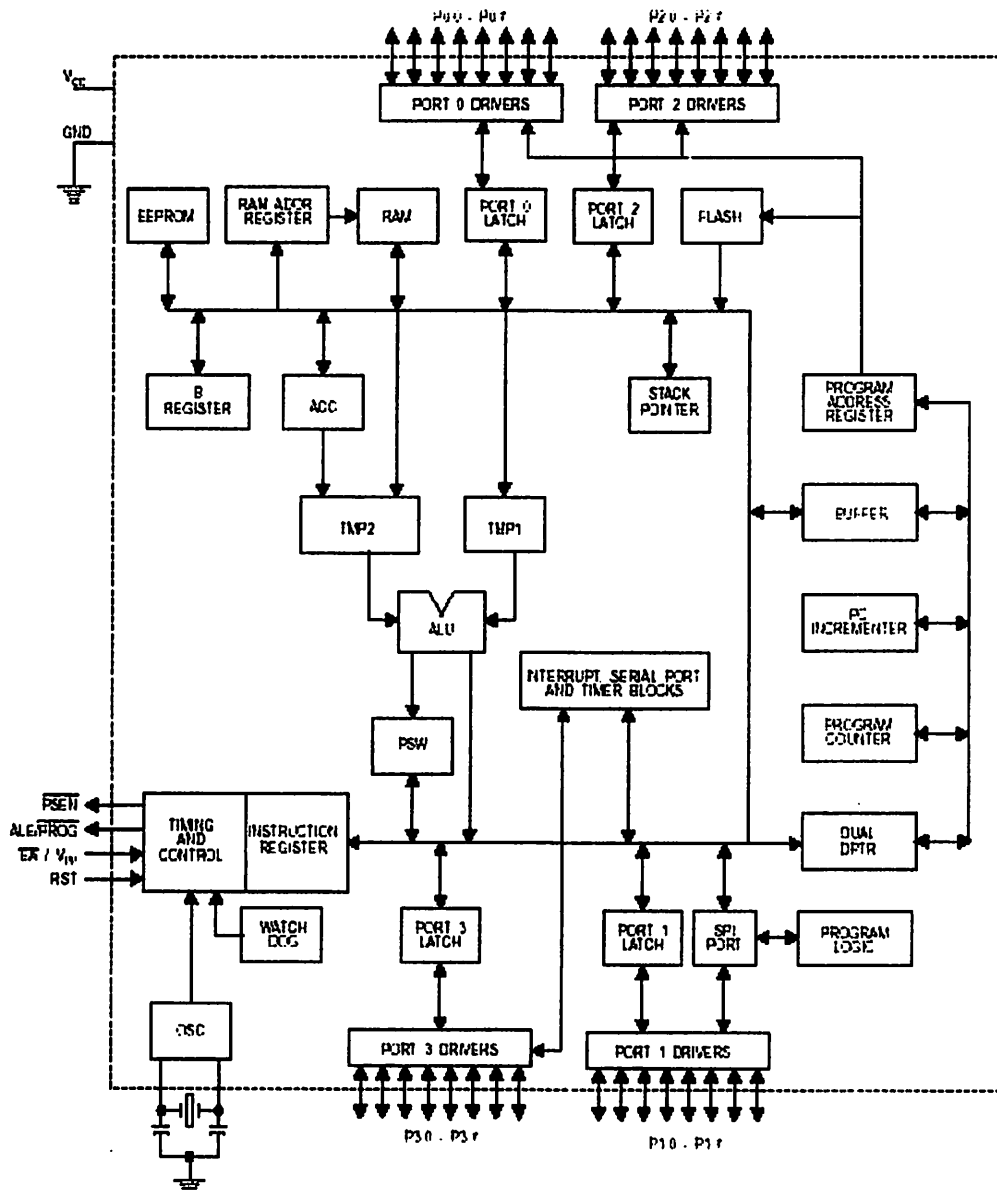 P0.0 - P0.7
P2.0 - P2.7
VCC
PORT 0 DRIVERS
PORT 2 DRIVERS
GND
EEPROM
RAM ADDR
REGISTER
RAM
PORT 0
LATCH
PORT 2
LATCH
FLASH
B
REGISTER
ACC
STACK
POINTER
PROGRAM
ADDRESS
REGISTER
TMP2
TMP1
BUFFER
ALU
PC
INCREMENTER
INTERRUPT, SERIAL PORT
AND TIMER BLOCKS
PSW
PROGRAM
COUNTER
PSEN
ALE/PROG
EA / VPP
RST
TIMING
AND
CONTROL
INSTRUCTION
REGISTER
DUAL
DPTR
WATCH
DOG
PORT 3
LATCH
PORT 1
LATCH
SPI
PORT
PROGRAM
LOGIC
OSC
PORT 3 DRIVERS
PORT 1 DRIVERS
P3.0 - P3.7
P1.0 - P1.7